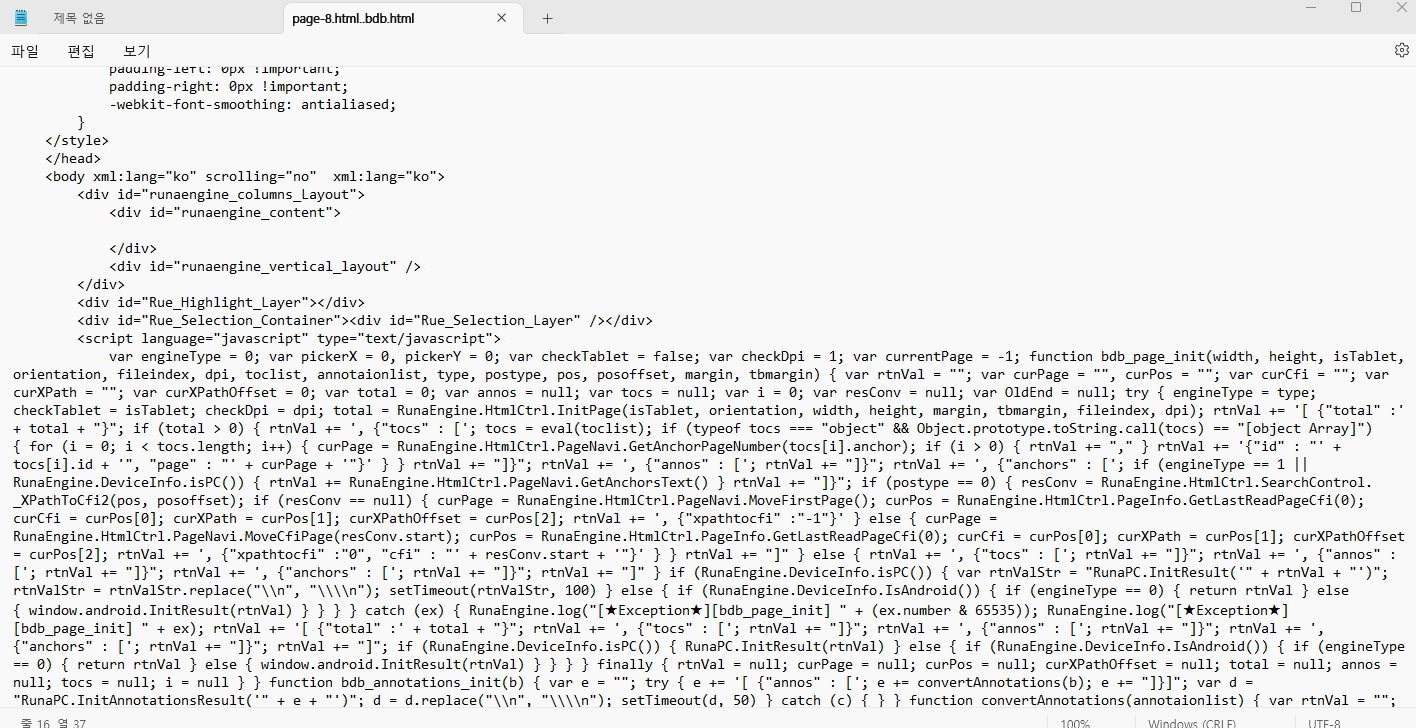 제목 없음
page-8.html_bdb.html
파일 편집 보기
padding-left: 0px !important;
padding-right: 0px !important;
-webkit-font-smoothing: antialiased;
}
</style>
</head>
<body xml:lang="ko" scrolling="no"  xml:lang="ko">
<div id="runaengine_columns_Layout">
<div id="runaengine_content">
</div>
<div id="runaengine_vertical_layout" />
</div>
<div id="Rue_Highlight_Layer"></div>
<div id="Rue_Selection_Container"><div id="Rue_Selection_Layer" /></div>
<script language="javascript" type="text/javascript">
var engineType = 0; var pickerX = 0, pickerY = 0; var checkTablet = false; var checkDpi = 1; var currentPage = -1; function bdb_page_init(width, height, isTablet,
orientation, fileindex, dpi, toclist, annotaionlist, type, postype, pos, posoffset, margin, tbmargin) { var rtnVal = ""; var curPage = "", curPos = ""; var curCfi = ""; var
curXPath = ""; var curXPathOffset = 0; var total = 0; var annos = null; var tocs = null; var i = 0; var resConv = null; var OldEnd = null; try { engineType = type;
checkTablet = isTablet; checkDpi = dpi; total = RunaEngine.HtmlCtrl.InitPage(isTablet, orientation, width, height, margin, tbmargin, fileindex, dpi); rtnVal += '[ {"total" :'
+ total + "}"; if (total > 0) { rtnVal += ', {"tocs" : ['; tocs = eval(toclist); if (typeof tocs === "object" && Object.prototype.toString.call(tocs) == "[object Array]")
{ for (i = 0; i < tocs.length; i++) { curPage = RunaEngine.HtmlCtrl.PageNavi.GetAnchorPageNumber(tocs[i].anchor); if (i > 0) { rtnVal += "," } rtnVal += '{"id" : "' +
tocs[i].id + '", "page" : "' + curPage + '"}' } } rtnVal += "]}"; rtnVal += ', {"annos" : ['; rtnVal += "]}"; rtnVal += ', {"anchors" : ['; if (engineType == 1 ||
RunaEngine.DeviceInfo.isPC()) { rtnVal += RunaEngine.HtmlCtrl.PageNavi.GetAnchorsText() } rtnVal += "]}"; if (postype == 0) { resConv = RunaEngine.HtmlCtrl.SearchControl.
_XPathToCfi2(pos, posoffset); if (resConv == null) { curPage = RunaEngine.HtmlCtrl.PageNavi.MoveFirstPage(); curPos = RunaEngine.HtmlCtrl.PageInfo.GetLastReadPageCfi(0);
curCfi = curPos[0]; curXPath = curPos[1]; curXPathOffset = curPos[2]; rtnVal += ', {"xpathtocfi" :"-1"}' } else { curPage =
RunaEngine.HtmlCtrl.PageNavi.MoveCfiPage(resConv.start); curPos = RunaEngine.HtmlCtrl.PageInfo.GetLastReadPageCfi(0); curCfi = curPos[0]; curXPath = curPos[1]; curXPathOffset
= curPos[2]; rtnVal += ', {"xpathtocfi" :"0", "cfi" : "' + resConv.start + '"}' } } rtnVal += "]" } else { rtnVal += ', {"tocs" : ['; rtnVal += "]}"; rtnVal += ', {"annos" :
['; rtnVal += "]}"; rtnVal += ', {"anchors" : ['; rtnVal += "]}"; rtnVal += "]" } if (RunaEngine.DeviceInfo.isPC()) { var rtnValStr = "RunaPC.InitResult('" + rtnVal + "')";
rtnValStr = rtnValStr.replace("\\n", "\\\\n"); setTimeout(rtnValStr, 100) } else { if (RunaEngine.DeviceInfo.IsAndroid()) { if (engineType == 0) { return rtnVal } else
{ window.android.InitResult(rtnVal) } } } } catch (ex) { RunaEngine.log("[★Exception★][bdb_page_init] " + (ex.number & 65535)); RunaEngine.log("[★Exception★]
[bdb_page_init] " + ex); rtnVal += '[ {"total" :' + total + "}"; rtnVal += ', {"tocs" : ['; rtnVal += "]}"; rtnVal += ', {"annos" : ['; rtnVal += "]}"; rtnVal += ',
{"anchors" : ['; rtnVal += "]}"; rtnVal += "]"; if (RunaEngine.DeviceInfo.isPC()) { RunaPC.InitResult(rtnVal) } else { if (RunaEngine.DeviceInfo.IsAndroid()) { if (engineType
== 0) { return rtnVal } else { window.android.InitResult(rtnVal) } } } } finally { rtnVal = null; curPage = null; curPos = null; curXPathOffset = null; total = null; annos =
null; tocs = null; i = null } } function bdb_annotations_init(b) { var e = ""; try { e += '[ {"annos" : ['; e += convertAnnotations(b); e += "]}]"; var d =
"RunaPC.InitAnnotationsResult('" + e + "')"; d = d.replace("\\n", "\\\\n"); setTimeout(d, 50) } catch (c) { } } function convertAnnotations(annotaionlist) { var rtnVal = "";
줄 16, 열 37 100% Windows (CRLF) UTF-8